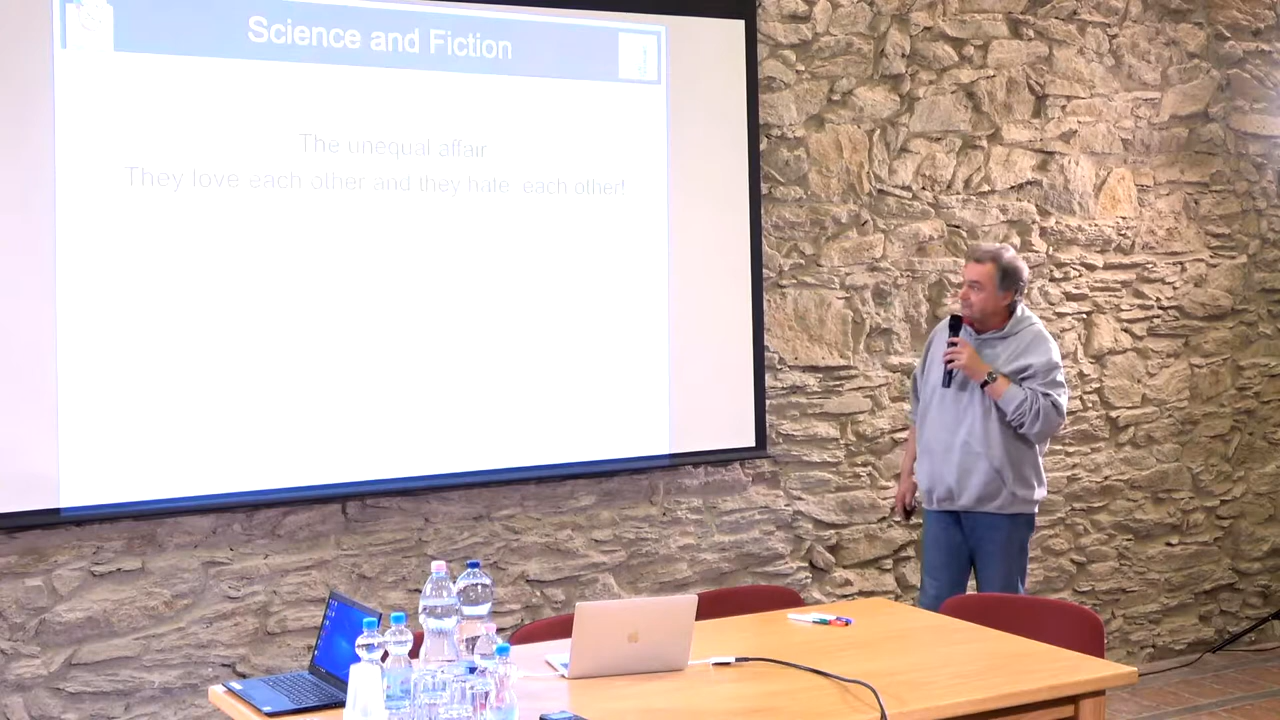 Science and Fiction
The unequal affair
They love each other and they hate each other!